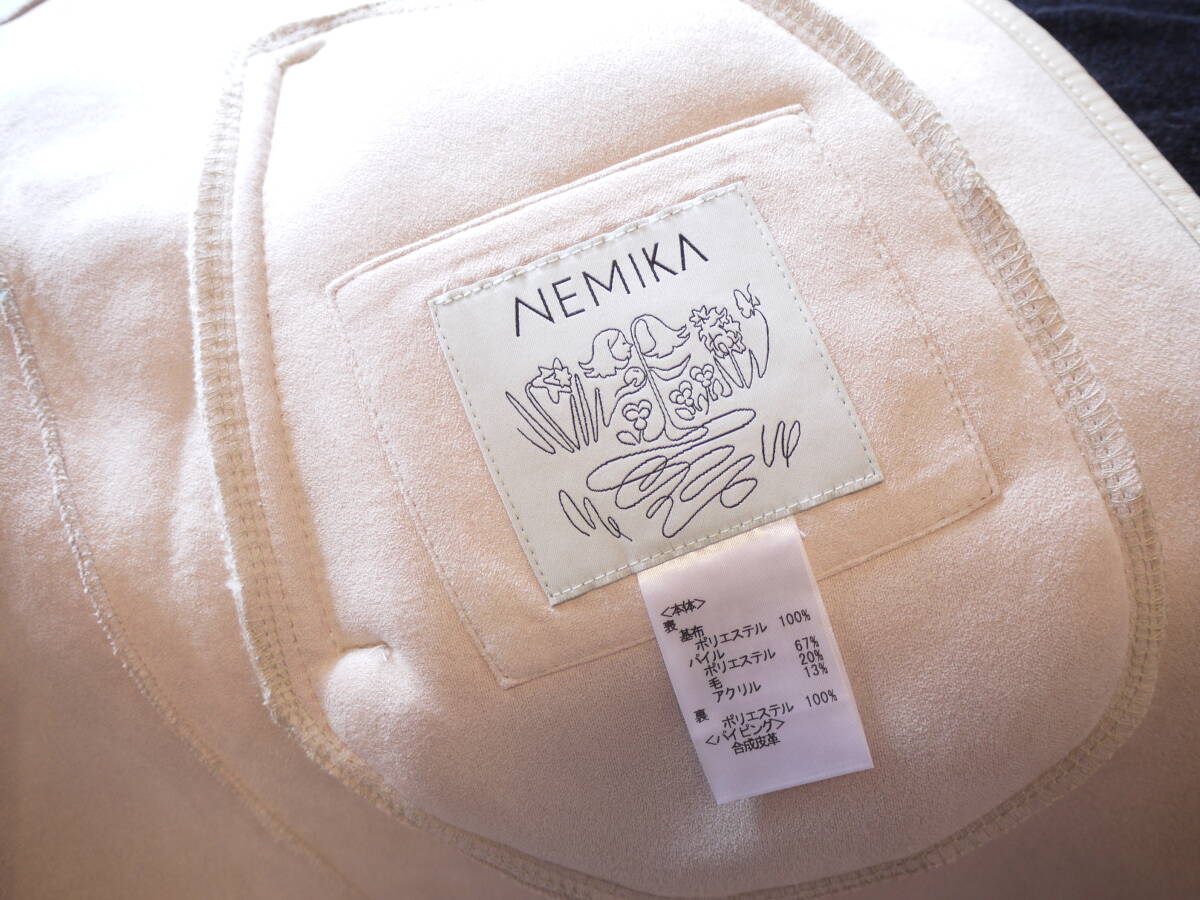 NEMIKA
<本体>
表
基布
ポリエステル 100%
パイル
ポリエステル 67%
毛 20%
アクリル 13%
裏
ポリエステル 100%
<パイピング>
合成皮革